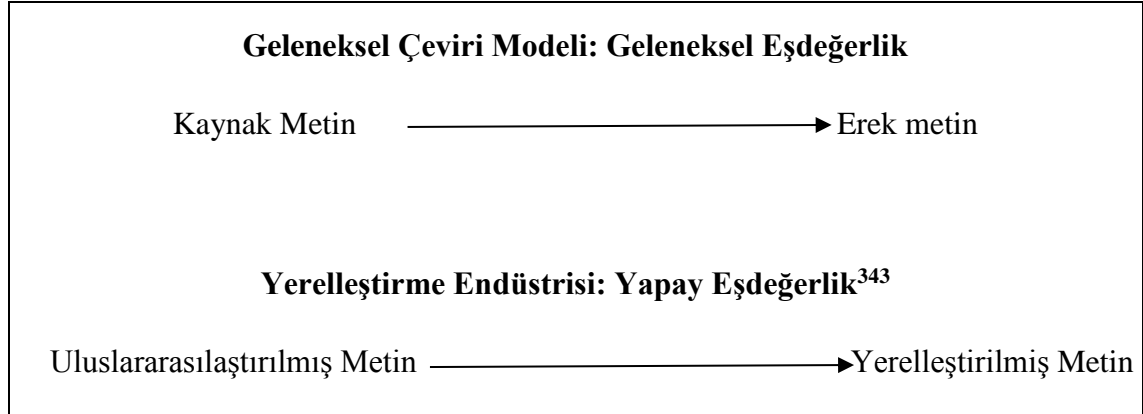 Geleneksel Çeviri Modeli: Geleneksel Eşdeğerlik
Kaynak Metin Erek metin
Yerelleştirme Endüstrisi: Yapay Eşdeğerlik³⁴³
Uluslararasılaştırılmış Metin Yerelleştirilmiş Metin